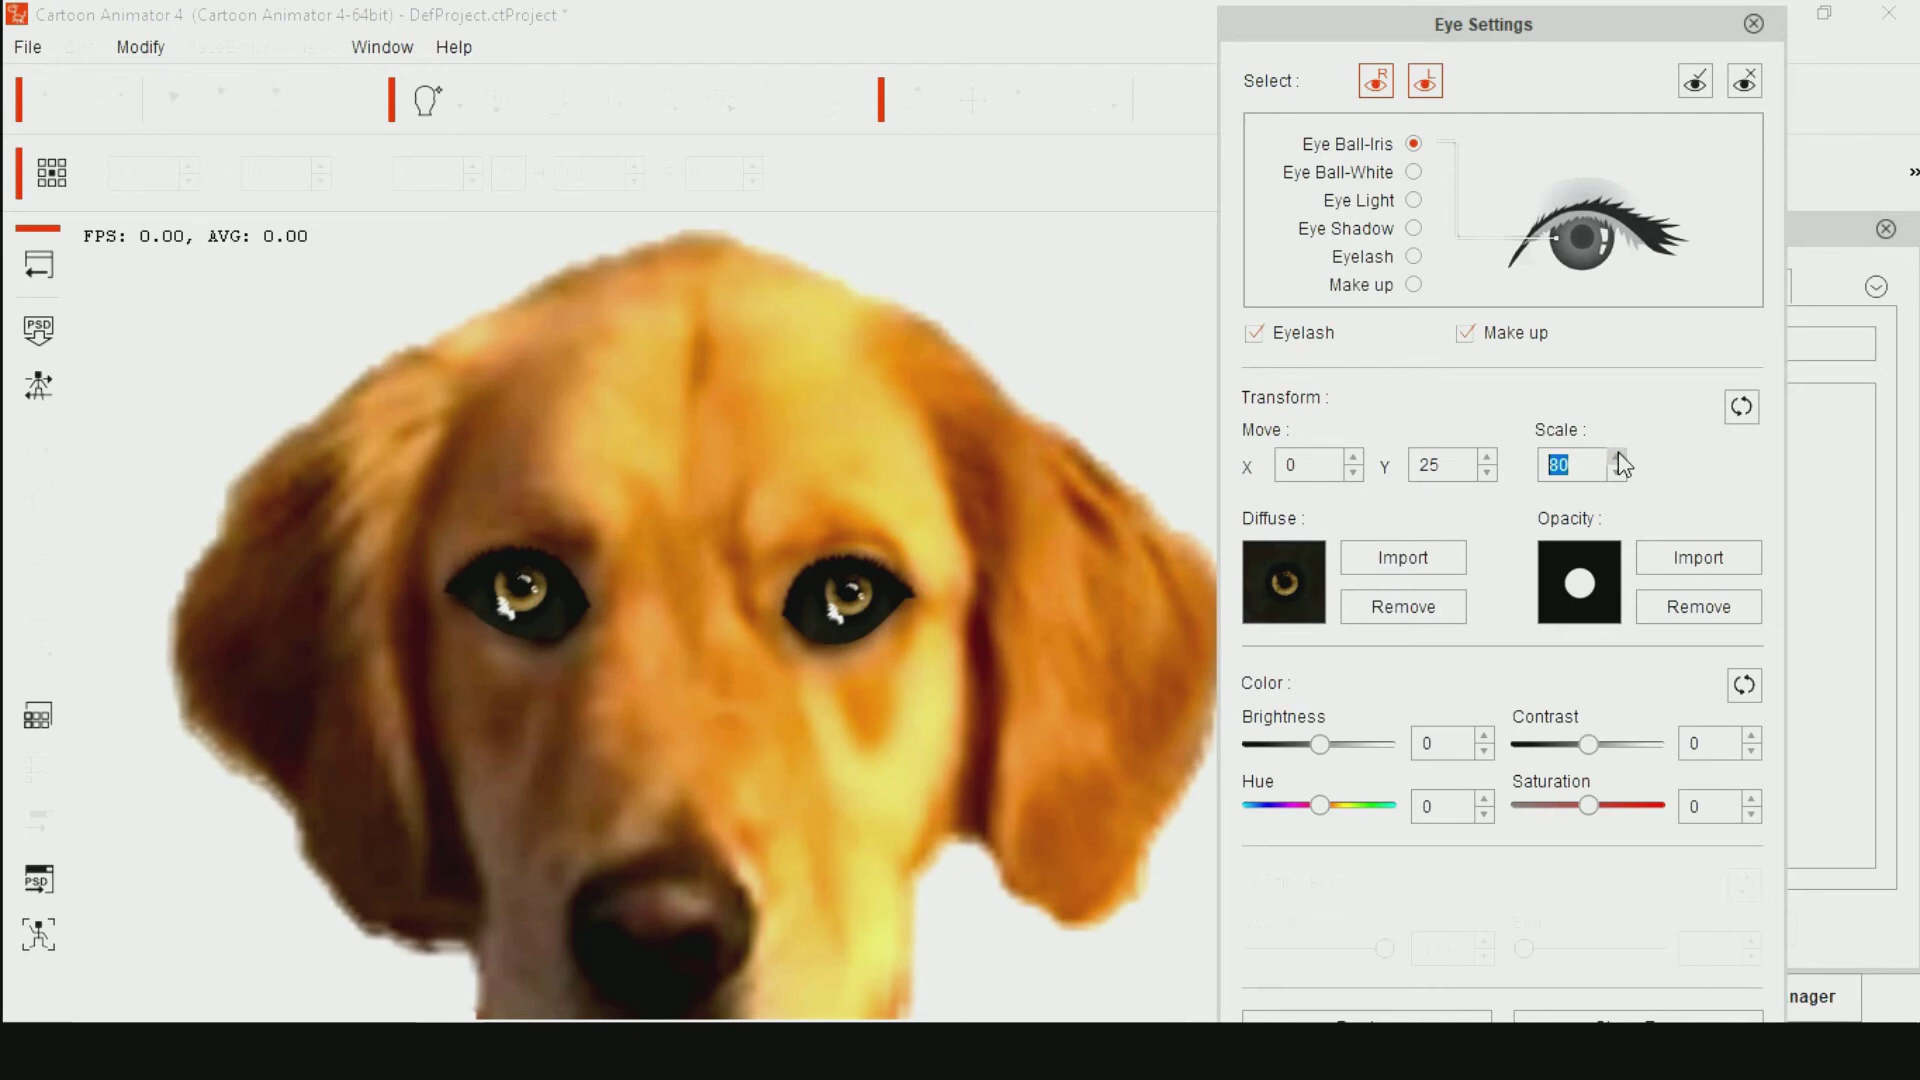 Cartoon Animator 4 (Cartoon Animator 4-64bit) - DefProject.ctProject *
File
Modify
Window
Help
FPS: 0.00, AVG: 0.00
PSD
PSD
Eye Settings
Select :
R
L
Eye Ball-Iris
Eye Ball-White
Eye Light
Eye Shadow
Eyelash
Make up
Eyelash
Make up
Transform :
Move :
Scale :
X 0 Y 25 80
Diffuse :
Opacity :
Import
Remove
Import
Remove
Color :
Brightness
Contrast
0
0
Hue
Saturation
0
0
nager